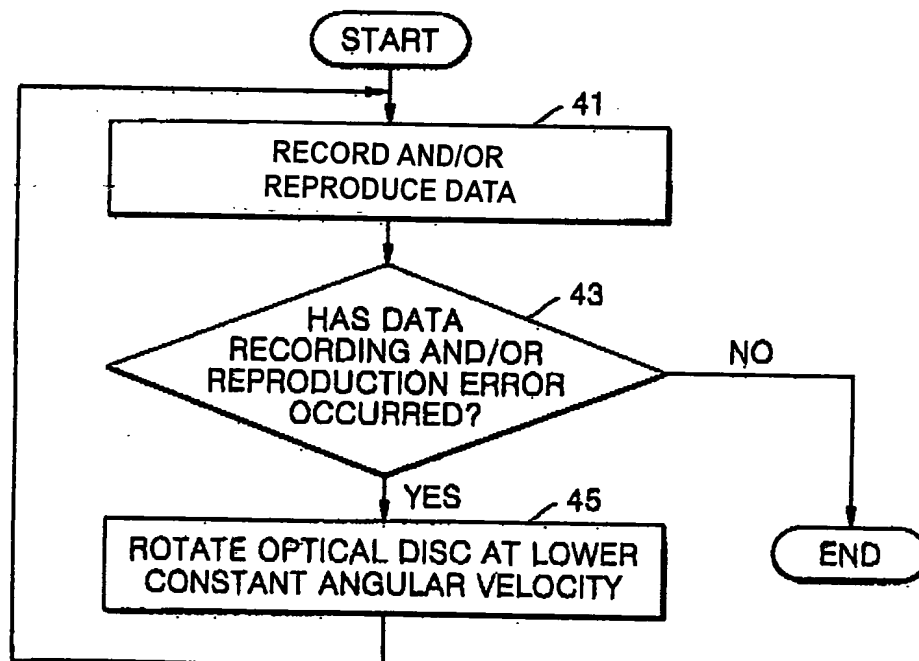 START
41
RECORD AND/OR
REPRODUCE DATA
43
HAS DATA
RECORDING AND/OR
REPRODUCTION ERROR
OCCURRED?
NO
YES
45
ROTATE OPTICAL DISC AT LOWER
CONSTANT ANGULAR VELOCITY
END